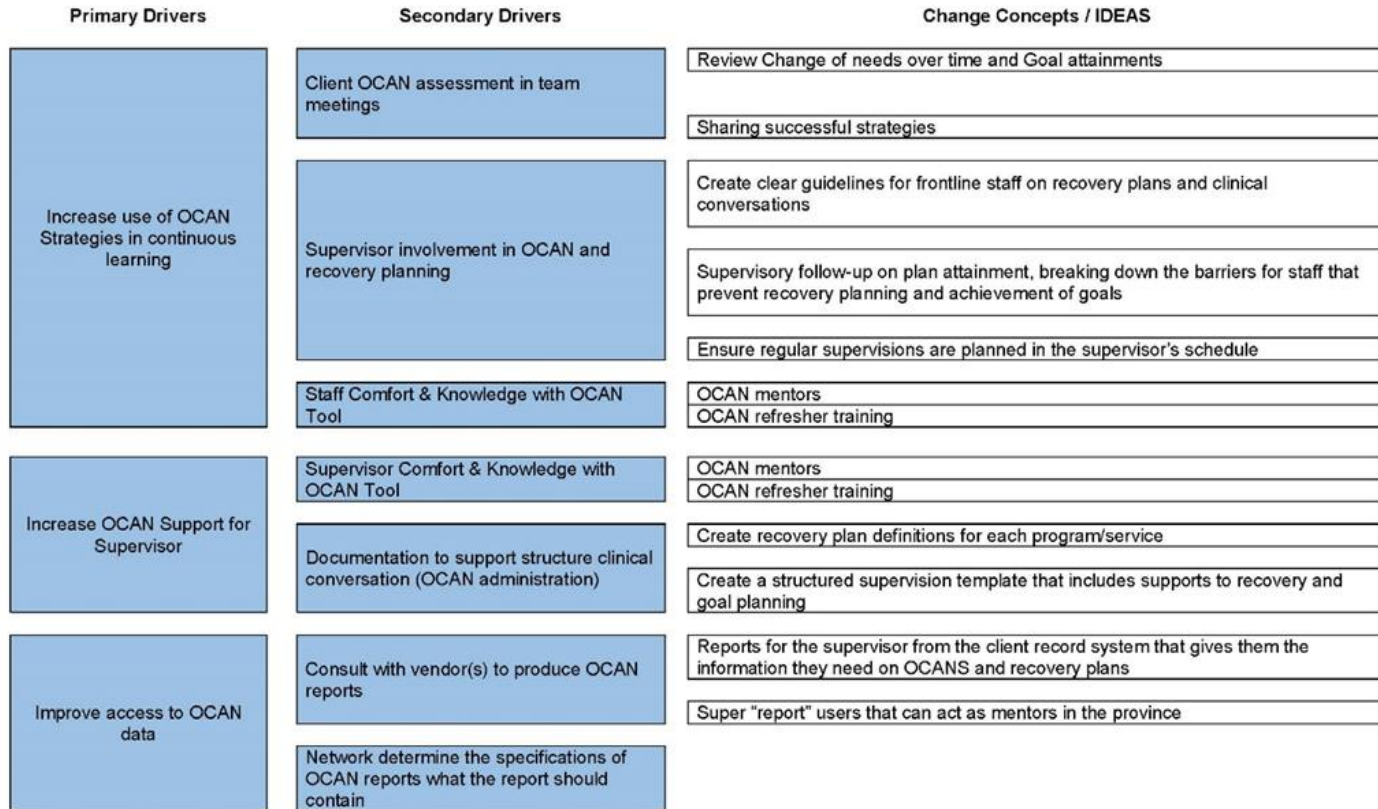 Primary Drivers
Secondary Drivers
Change Concepts / IDEAS
Increase use of OCAN
Strategies in continuous
learning
Client OCAN assessment in team
meetings
Review Change of needs over time and Goal attainments
Sharing successful strategies
Supervisor involvement in OCAN and
recovery planning
Create clear guidelines for frontline staff on recovery plans and clinical
conversations
Supervisory follow-up on plan attainment, breaking down the barriers for staff that
prevent recovery planning and achievement of goals
Ensure regular supervisions are planned in the supervisor's schedule
Staff Comfort & Knowledge with OCAN
Tool
OCAN mentors
OCAN refresher training
Increase OCAN Support for
Supervisor
Supervisor Comfort & Knowledge with
OCAN Tool
OCAN mentors
OCAN refresher training
Documentation to support structure clinical
conversation (OCAN administration)
Create recovery plan definitions for each program/service
Create a structured supervision template that includes supports to recovery and
goal planning
Improve access to OCAN
data
Consult with vendor(s) to produce OCAN
reports
Reports for the supervisor from the client record system that gives them the
information they need on OCANS and recovery plans
Super “report” users that can act as mentors in the province
Network determine the specifications of
OCAN reports what the report should
contain